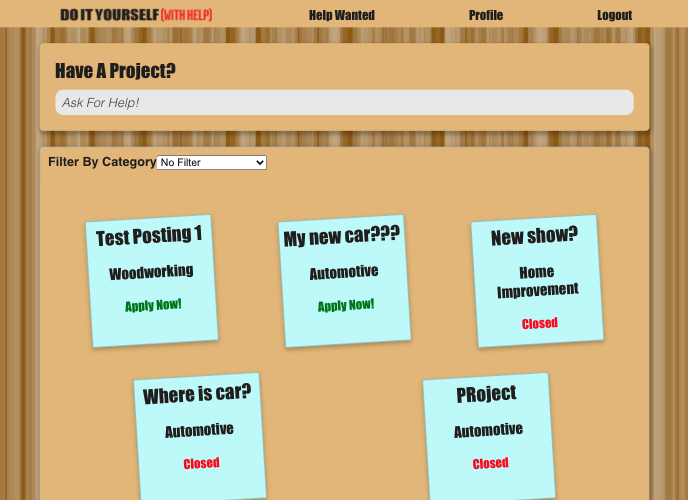 DO IT YOURSELF (WITH HELP) Help Wanted Profile Logout
Have A Project?
Ask For Help!
Filter By Category No Filter
Test Posting 1
Woodworking
Apply Now!
My new car???
Automotive
Apply Now!
New show?
Home
Improvement
Closed
Where is car?
Automotive
Closed
PRoject
Automotive
Closed